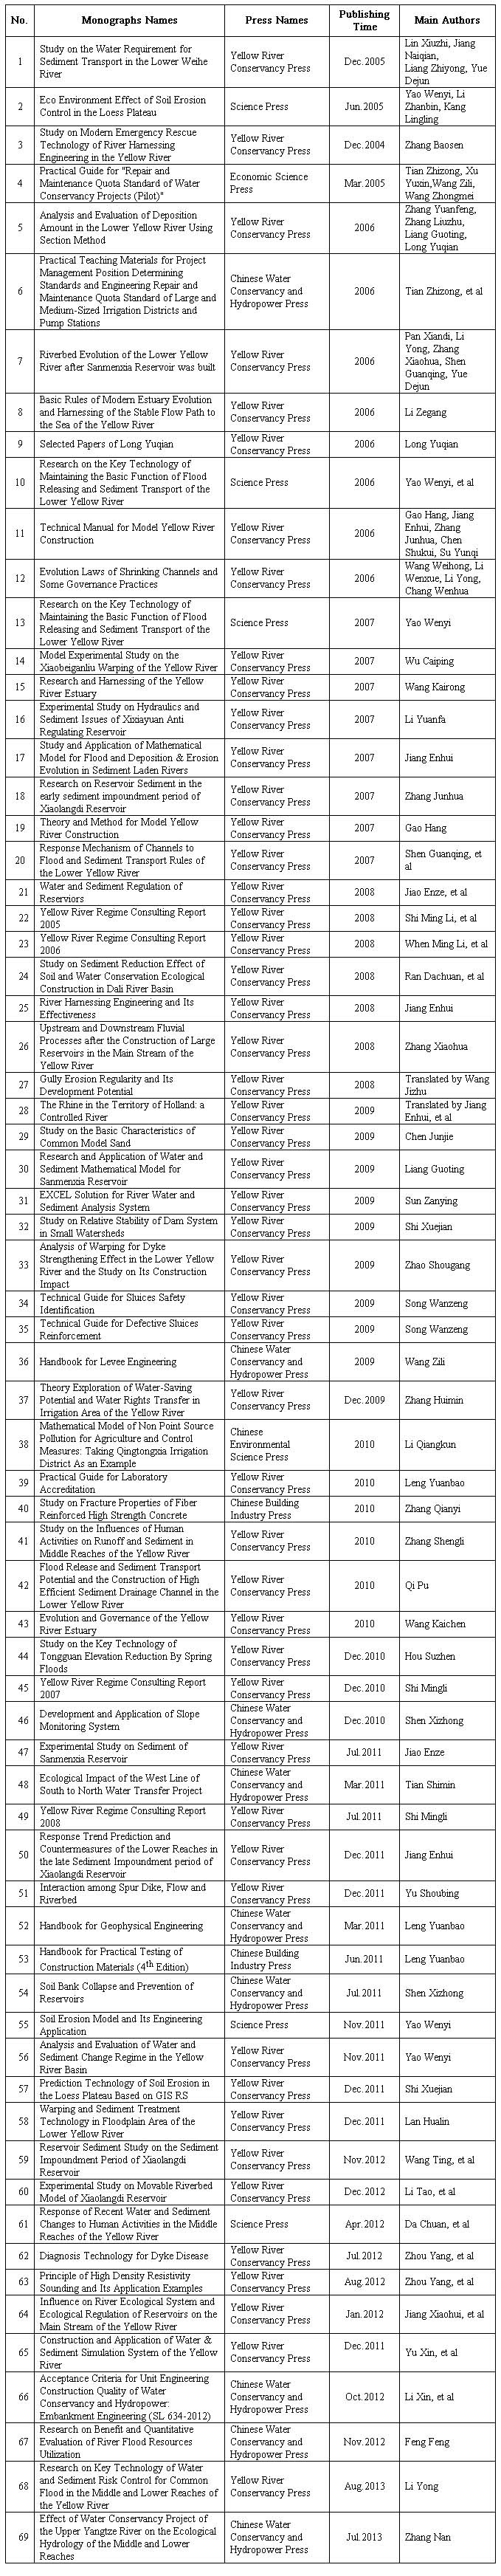 No. Monographs Names Press Names Publishing Time Main Authors
1 Study on the Water Requirement for Sediment Transport in the Lower Weihe River Yellow River Conservancy Press Dec.2005 Lin Xiuzhi, Jiang Naiqian, Liang Zhiyong, Yue Dejun
2 Eco Environment Effect of Soil Erosion Control in the Loess Plateau Science Press Jun.2005 Yao Wenyi, Li Zhanbin, Kang Lingling
3 Study on Modern Emergency Rescue Technology of River Harnessing Engineering in the Yellow River Yellow River Conservancy Press Dec.2004 Zhang Baosen
4 Practical Guide for "Repair and Maintenance Quota Standard of Water Conservancy Projects (Pilot)" Economic Science Press Mar.2005 Tian Zhizong, Xu Yuxin,Wang Zili, Wang Zhongmei
5 Analysis and Evaluation of Deposition Amount in the Lower Yellow River Using Section Method Yellow River Conservancy Press 2006 Zhang Yuanfeng, Zhang Liuzhu, Liang Guoting, Long Yuqian
6 Practical Teaching Materials for Project Management Position Determining Standards and Engineering Repair and Maintenance Quota Standard of Large and Medium-Sized Irrigation Districts and Pump Stations Chinese Water Conservancy and Hydropower Press 2006 Tian Zhizong, et al
7 Riverbed Evolution of the Lower Yellow River after Sanmenxia Reservoir was built Yellow River Conservancy Press 2006 Pan Xiandi, Li Yong, Zhang Xiaohua, Shen Guanqing, Yue Dejun
8 Basic Rules of Modern Estuary Evolution and Harnessing of the Stable Flow Path to the Sea of the Yellow River Yellow River Conservancy Press 2006 Li Zegang
9 Selected Papers of Long Yuqian Yellow River Conservancy Press 2006 Long Yuqian
10 Research on the Key Technology of Maintaining the Basic Function of Flood Releasing and Sediment Transport of the Lower Yellow River Science Press 2006 Yao Wenyi, et al
11 Technical Manual for Model Yellow River Construction Yellow River Conservancy Press 2006 Gao Hang, Jiang Enhui, Zhang Junhua, Chen Shukui, Su Yunqi
12 Evolution Laws of Shrinking Channels and Some Governance Practices Yellow River Conservancy Press 2006 Wang Weihong, Li Wenxue, Li Yong, Chang Wenhua
13 Research on the Key Technology of Maintaining the Basic Function of Flood Releasing and Sediment Transport of the Lower Yellow River Science Press 2007 Yao Wenyi
14 Model Experimental Study on the Xiaobeiganliu Warping of the Yellow River Yellow River Conservancy Press 2007 Wu Caiping
15 Research and Harnessing of the Yellow River Estuary Yellow River Conservancy Press 2007 Wang Kairong
16 Experimental Study on Hydraulics and Sediment Issues of Xixiayuan Anti Regulating Reservoir Yellow River Conservancy Press 2007 Li Yuanfa
17 Study and Application of Mathematical Model for Flood and Deposition & Erosion Evolution in Sediment Laden Rivers Yellow River Conservancy Press 2007 Jiang Enhui
18 Research on Reservoir Sediment in the early sediment impoundment period of Xiaolangdi Reservoir Yellow River Conservancy Press 2007 Zhang Junhua
19 Theory and Method for Model Yellow River Construction Yellow River Conservancy Press 2007 Gao Hang
20 Response Mechanism of Channels to Flood and Sediment Transport Rules of the Lower Yellow River Yellow River Conservancy Press 2007 Shen Guanqing, et al
21 Water and Sediment Regulation of Reserviors Yellow River Conservancy Press 2008 Jiao Enze, et al
22 Yellow River Regime Consulting Report 2005 Yellow River Conservancy Press 2008 Shi Ming Li, et al
23 Yellow River Regime Consulting Report 2006 Yellow River Conservancy Press 2008 When Ming Li, et al
24 Study on Sediment Reduction Effect of Soil and Water Conservation Ecological Construction in Dali River Basin Yellow River Conservancy Press 2008 Ran Dachuan, et al
25 River Harnessing Engineering and Its Effectiveness Yellow River Conservancy Press 2008 Jiang Enhui
26 Upstream and Downstream Fluvial Processes after the Construction of Large Reservoirs in the Main Stream of the Yellow River Yellow River Conservancy Press 2008 Zhang Xiaohua
27 Gully Erosion Regularity and Its Development Potential Yellow River Conservancy Press 2008 Translated by Wang Jizhu
28 The Rhine in the Territory of Holland: a Controlled River Yellow River Conservancy Press 2009 Translated by Jiang Enhui, et al
29 Study on the Basic Characteristics of Common Model Sand Yellow River Conservancy Press 2009 Chen Junjie
30 Research and Application of Water and Sediment Mathematical Model for Sanmenxia Reservoir Yellow River Conservancy Press 2009 Liang Guoting
31 EXCEL Solution for River Water and Sediment Analysis System Yellow River Conservancy Press 2009 Sun Zanying
32 Study on Relative Stability of Dam System in Small Watersheds Yellow River Conservancy Press 2009 Shi Xuejian
33 Analysis of Warping for Dyke Strengthening Effect in the Lower Yellow River and the Study on Its Construction Impact Yellow River Conservancy Press 2009 Zhao Shougang
34 Technical Guide for Sluices Safety Identification Yellow River Conservancy Press 2009 Song Wanzeng
35 Technical Guide for Defective Sluices Reinforcement Yellow River Conservancy Press 2009 Song Wanzeng
36 Handbook for Levee Engineering Chinese Water Conservancy and Hydropower Press 2009 Wang Zili
37 Theory Exploration of Water-Saving Potential and Water Rights Transfer in Irrigation Area of the Yellow River Yellow River Conservancy Press Dec.2009 Zhang Huimin
38 Mathematical Model of Non Point Source Pollution for Agriculture and Control Measures: Taking Qingtongxia Irrigation District As an Example Chinese Environmental Science Press 2010 Li Qiangkun
39 Practical Guide for Laboratory Accreditation Yellow River Conservancy Press 2010 Leng Yuanbao
40 Study on Fracture Properties of Fiber Reinforced High Strength Concrete Chinese Building Industry Press 2010 Zhang Qianyi
41 Study on the Influences of Human Activities on Runoff and Sediment in Middle Reaches of the Yellow River Yellow River Conservancy Press 2010 Zhang Shengli
42 Flood Release and Sediment Transport Potential and the Construction of High Efficient Sediment Drainage Channel in the Lower Yellow River Yellow River Conservancy Press 2010 Qi Pu
43 Evolution and Governance of the Yellow River Estuary Yellow River Conservancy Press 2010 Wang Kaichen
44 Study on the Key Technology of Tongguan Elevation Reduction By Spring Floods Yellow River Conservancy Press Dec.2010 Hou Suzhen
45 Yellow River Regime Consulting Report 2007 Yellow River Conservancy Press Dec.2010 Shi Mingli
46 Development and Application of Slope Monitoring System Chinese Water Conservancy and Hydropower Press Dec.2010 Shen Xizhong
47 Experimental Study on Sediment of Sanmenxia Reservoir Yellow River Conservancy Press Jul.2011 Jiao Enze
48 Ecological Impact of the West Line of South to North Water Transfer Project Chinese Water Conservancy and Hydropower Press Mar.2011 Tian Shimin
49 Yellow River Regime Consulting Report 2008 Yellow River Conservancy Press Jul.2011 Shi Mingli
50 Response Trend Prediction and Countermeasures of the Lower Reaches in the late Sediment Impoundment period of Xiaolangdi Reservoir Yellow River Conservancy Press Dec.2011 Jiang Enhui
51 Interaction among Spur Dike, Flow and Riverbed Yellow River Conservancy Press Dec.2011 Yu Shoubing
52 Handbook for Geophysical Engineering Chinese Water Conservancy and Hydropower Press Mar.2011 Leng Yuanbao
53 Handbook for Practical Testing of Construction Materials (4th Edition) Chinese Building Industry Press Jun.2011 Leng Yuanbao
54 Soil Bank Collapse and Prevention of Reservoirs Chinese Water Conservancy and Hydropower Press Jul.2011 Shen Xizhong
55 Soil Erosion Model and Its Engineering Application Science Press Nov.2011 Yao Wenyi
56 Analysis and Evaluation of Water and Sediment Change Regime in the Yellow River Basin Yellow River Conservancy Press Nov.2011 Yao Wenyi
57 Prediction Technology of Soil Erosion in the Loess Plateau Based on GIS RS Yellow River Conservancy Press Dec.2011 Shi Xuejian
58 Warping and Sediment Treatment Technology in Floodplain Area of the Lower Yellow River Yellow River Conservancy Press Dec.2011 Lan Hualin
59 Reservoir Sediment Study on the Sediment Impoundment Period of Xiaolangdi Reservoir Yellow River Conservancy Press Nov.2012 Wang Ting, et al
60 Experimental Study on Movable Riverbed Model of Xiaolangdi Reservoir Yellow River Conservancy Press Dec.2012 Li Tao, et al
61 Response of Recent Water and Sediment Changes to Human Activities in the Middle Reaches of the Yellow River Science Press Apr.2012 Da Chuan, et al
62 Diagnosis Technology for Dyke Disease Yellow River Conservancy Press Jul.2012 Zhou Yang, et al
63 Principle of High Density Resistivity Sounding and Its Application Examples Yellow River Conservancy Press Aug.2012 Zhou Yang, et al
64 Influence on River Ecological System and Ecological Regulation of Reservoirs on the Main Stream of the Yellow River Yellow River Conservancy Press Jan.2012 Jiang Xiaohui, et al
65 Construction and Application of Water & Sediment Simulation System of the Yellow River Yellow River Conservancy Press Dec.2011 Yu Xin, et al
66 Acceptance Criteria for Unit Engineering Construction Quality of Water Conservancy and Hydropower: Embankment Engineering (SL 634-2012) Chinese Water Conservancy and Hydropower Press Oct.2012 Li Xin, et al
67 Research on Benefit and Quantitative Evaluation of River Flood Resources Utilization Chinese Water Conservancy and Hydropower Press Nov.2012 Feng Feng
68 Research on Key Technology of Water and Sediment Risk Control for Common Flood in the Middle and Lower Reaches of the Yellow River Yellow River Conservancy Press Aug.2013 Li Yong
69 Effect of Water Conservancy Project of the Upper Yangtze River on the Ecological Hydrology of the Middle and Lower Reaches Chinese Water Conservancy and Hydropower Press Jul.2013 Zhang Nan